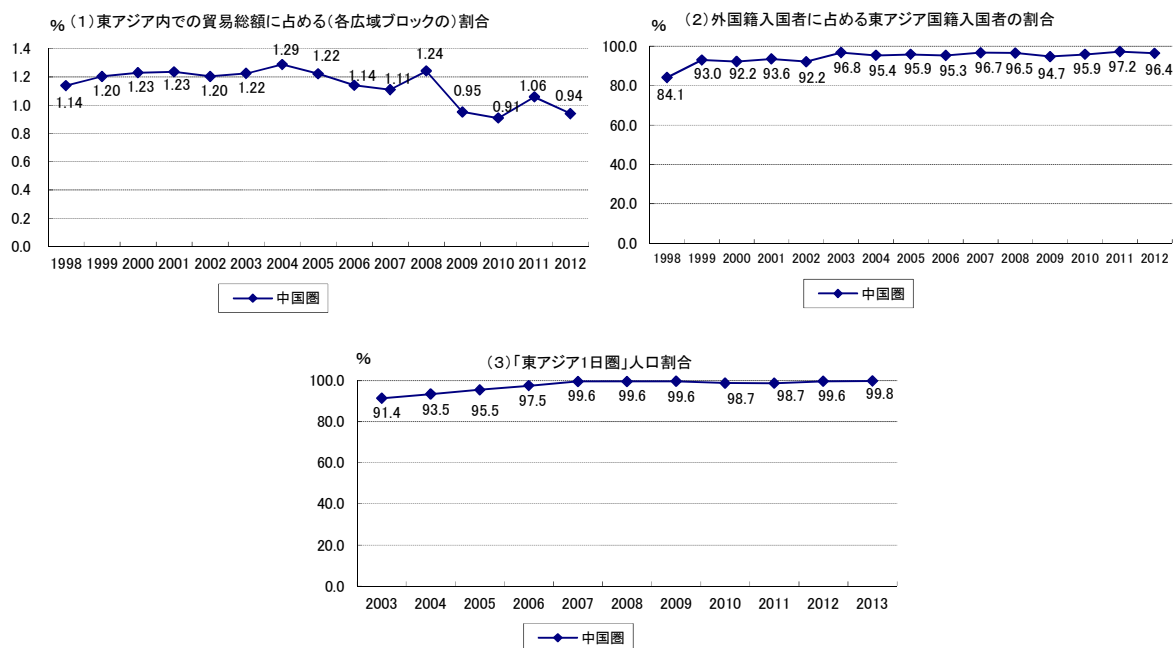 (1)東アジア内での貿易総額に占める(各広域ブロックの)割合
%
1.4
1.2
1.0
0.8
0.6
0.4
0.2
0.0
1.14 1.20 1.23 1.23 1.20 1.22 1.29 1.22 1.14 1.11 1.24 0.95 0.91 1.06 0.94
1998 1999 2000 2001 2002 2003 2004 2005 2006 2007 2008 2009 2010 2011 2012
中国圏
(2)外国籍入国者に占める東アジア国籍入国者の割合
%
100.0
80.0
60.0
40.0
20.0
0.0
84.1 93.0 92.2 93.6 92.2 96.8 95.4 95.9 95.3 96.7 96.5 94.7 95.9 97.2 96.4
1998 1999 2000 2001 2002 2003 2004 2005 2006 2007 2008 2009 2010 2011 2012
中国圏
(3)「東アジア1日圏」人口割合
%
100.0
80.0
60.0
40.0
20.0
0.0
91.4 93.5 95.5 97.5 99.6 99.6 99.6 98.7 98.7 99.6 99.8
2003 2004 2005 2006 2007 2008 2009 2010 2011 2012 2013
中国圏